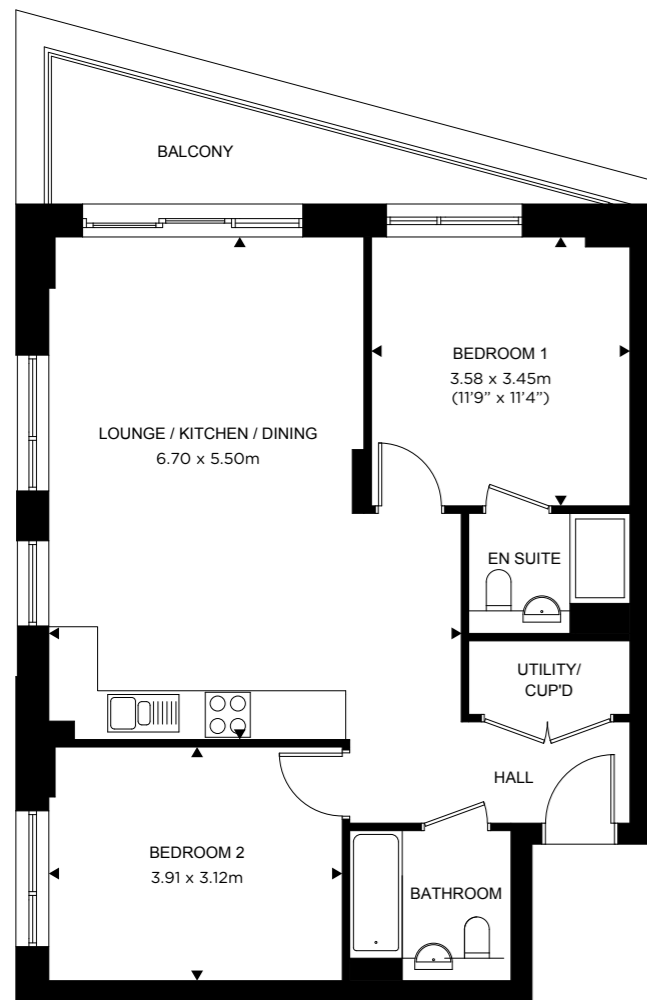 BALCONY
BEDROOM 1
3.58 x 3.45m
(11’9” x 11’4”)
LOUNGE / KITCHEN / DINING
6.70 x 5.50m
EN SUITE
UTILITY/
CUP'D
HALL
BEDROOM 2
3.91 x 3.12m
BATHROOM